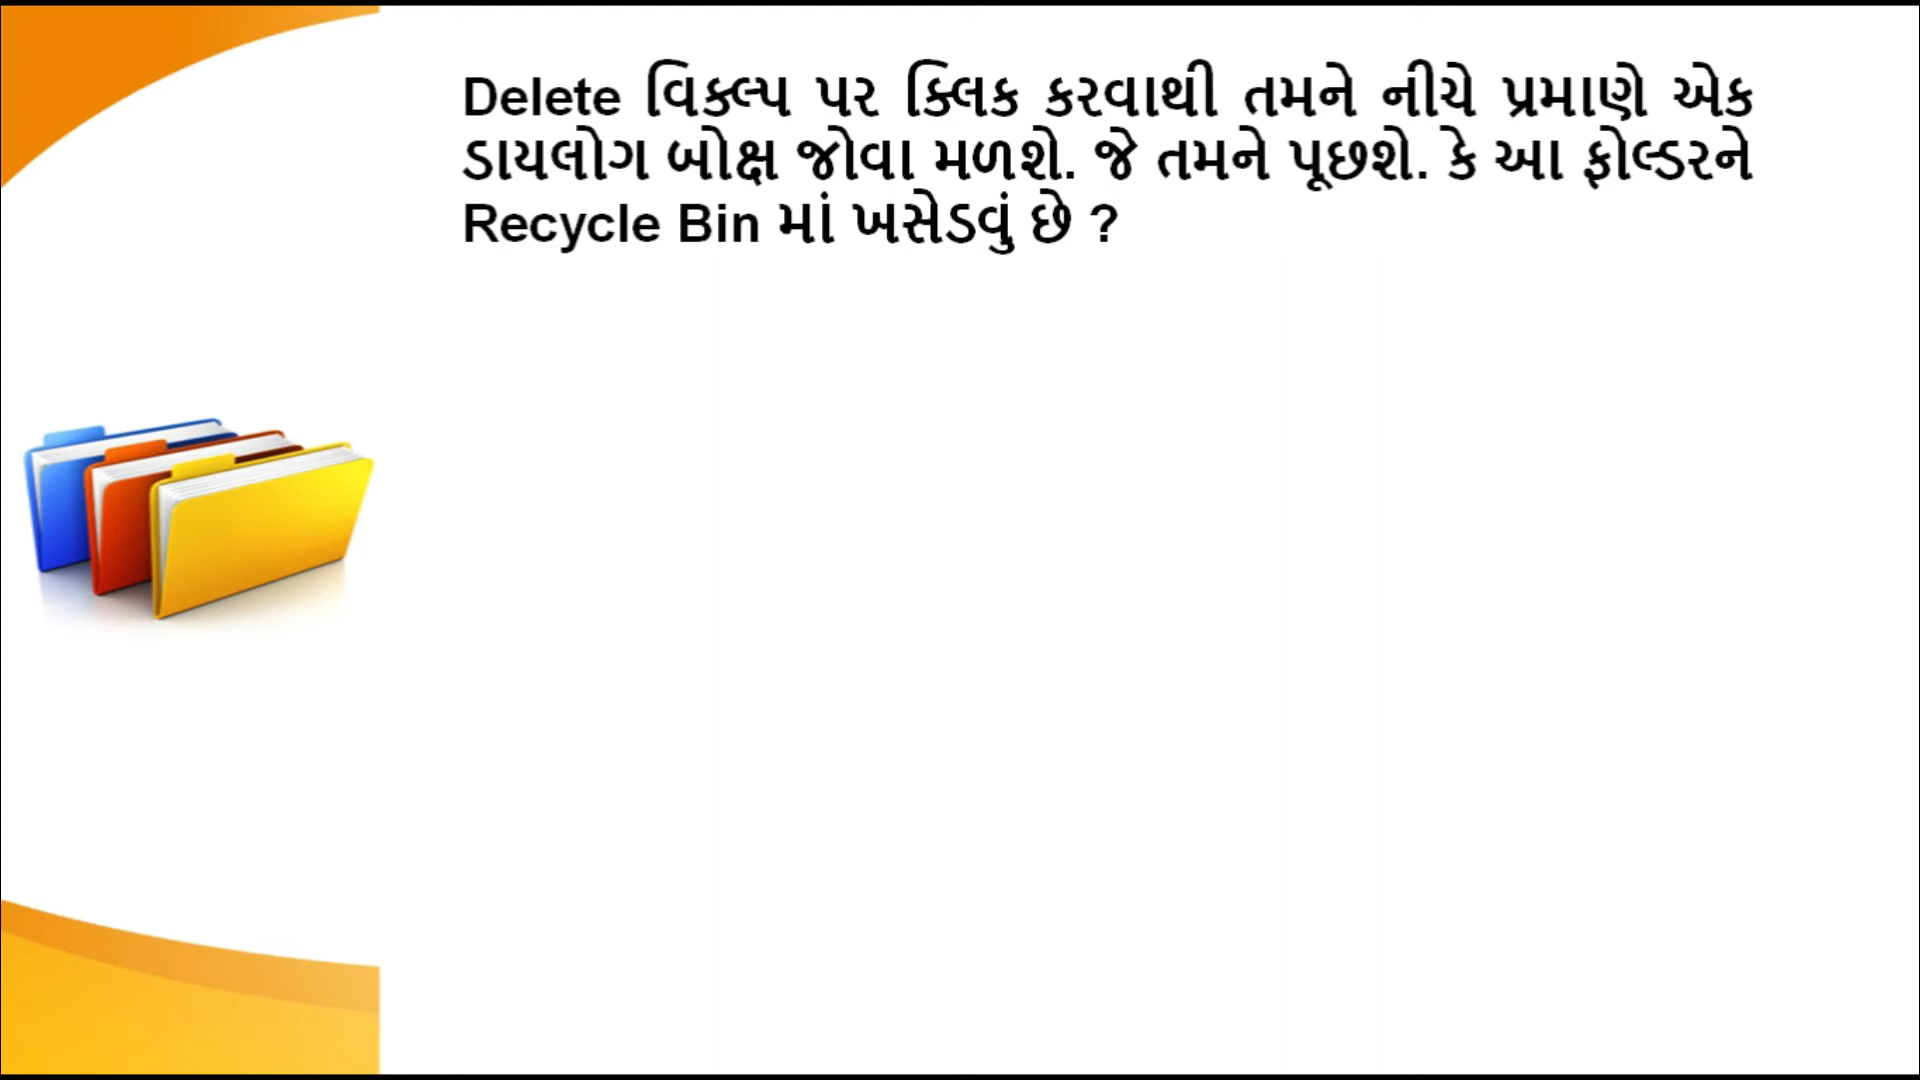 Delete વિકલ્પ પર ક્લિક કરવાથી તમને નીચે પ્રમાણે એક
ડાયલોગ બોક્ષ જોવા મળશે. જે તમને પૂછશે. કે આ ફોલ્ડરને
Recycle Bin માં ખસેડવું છે ?